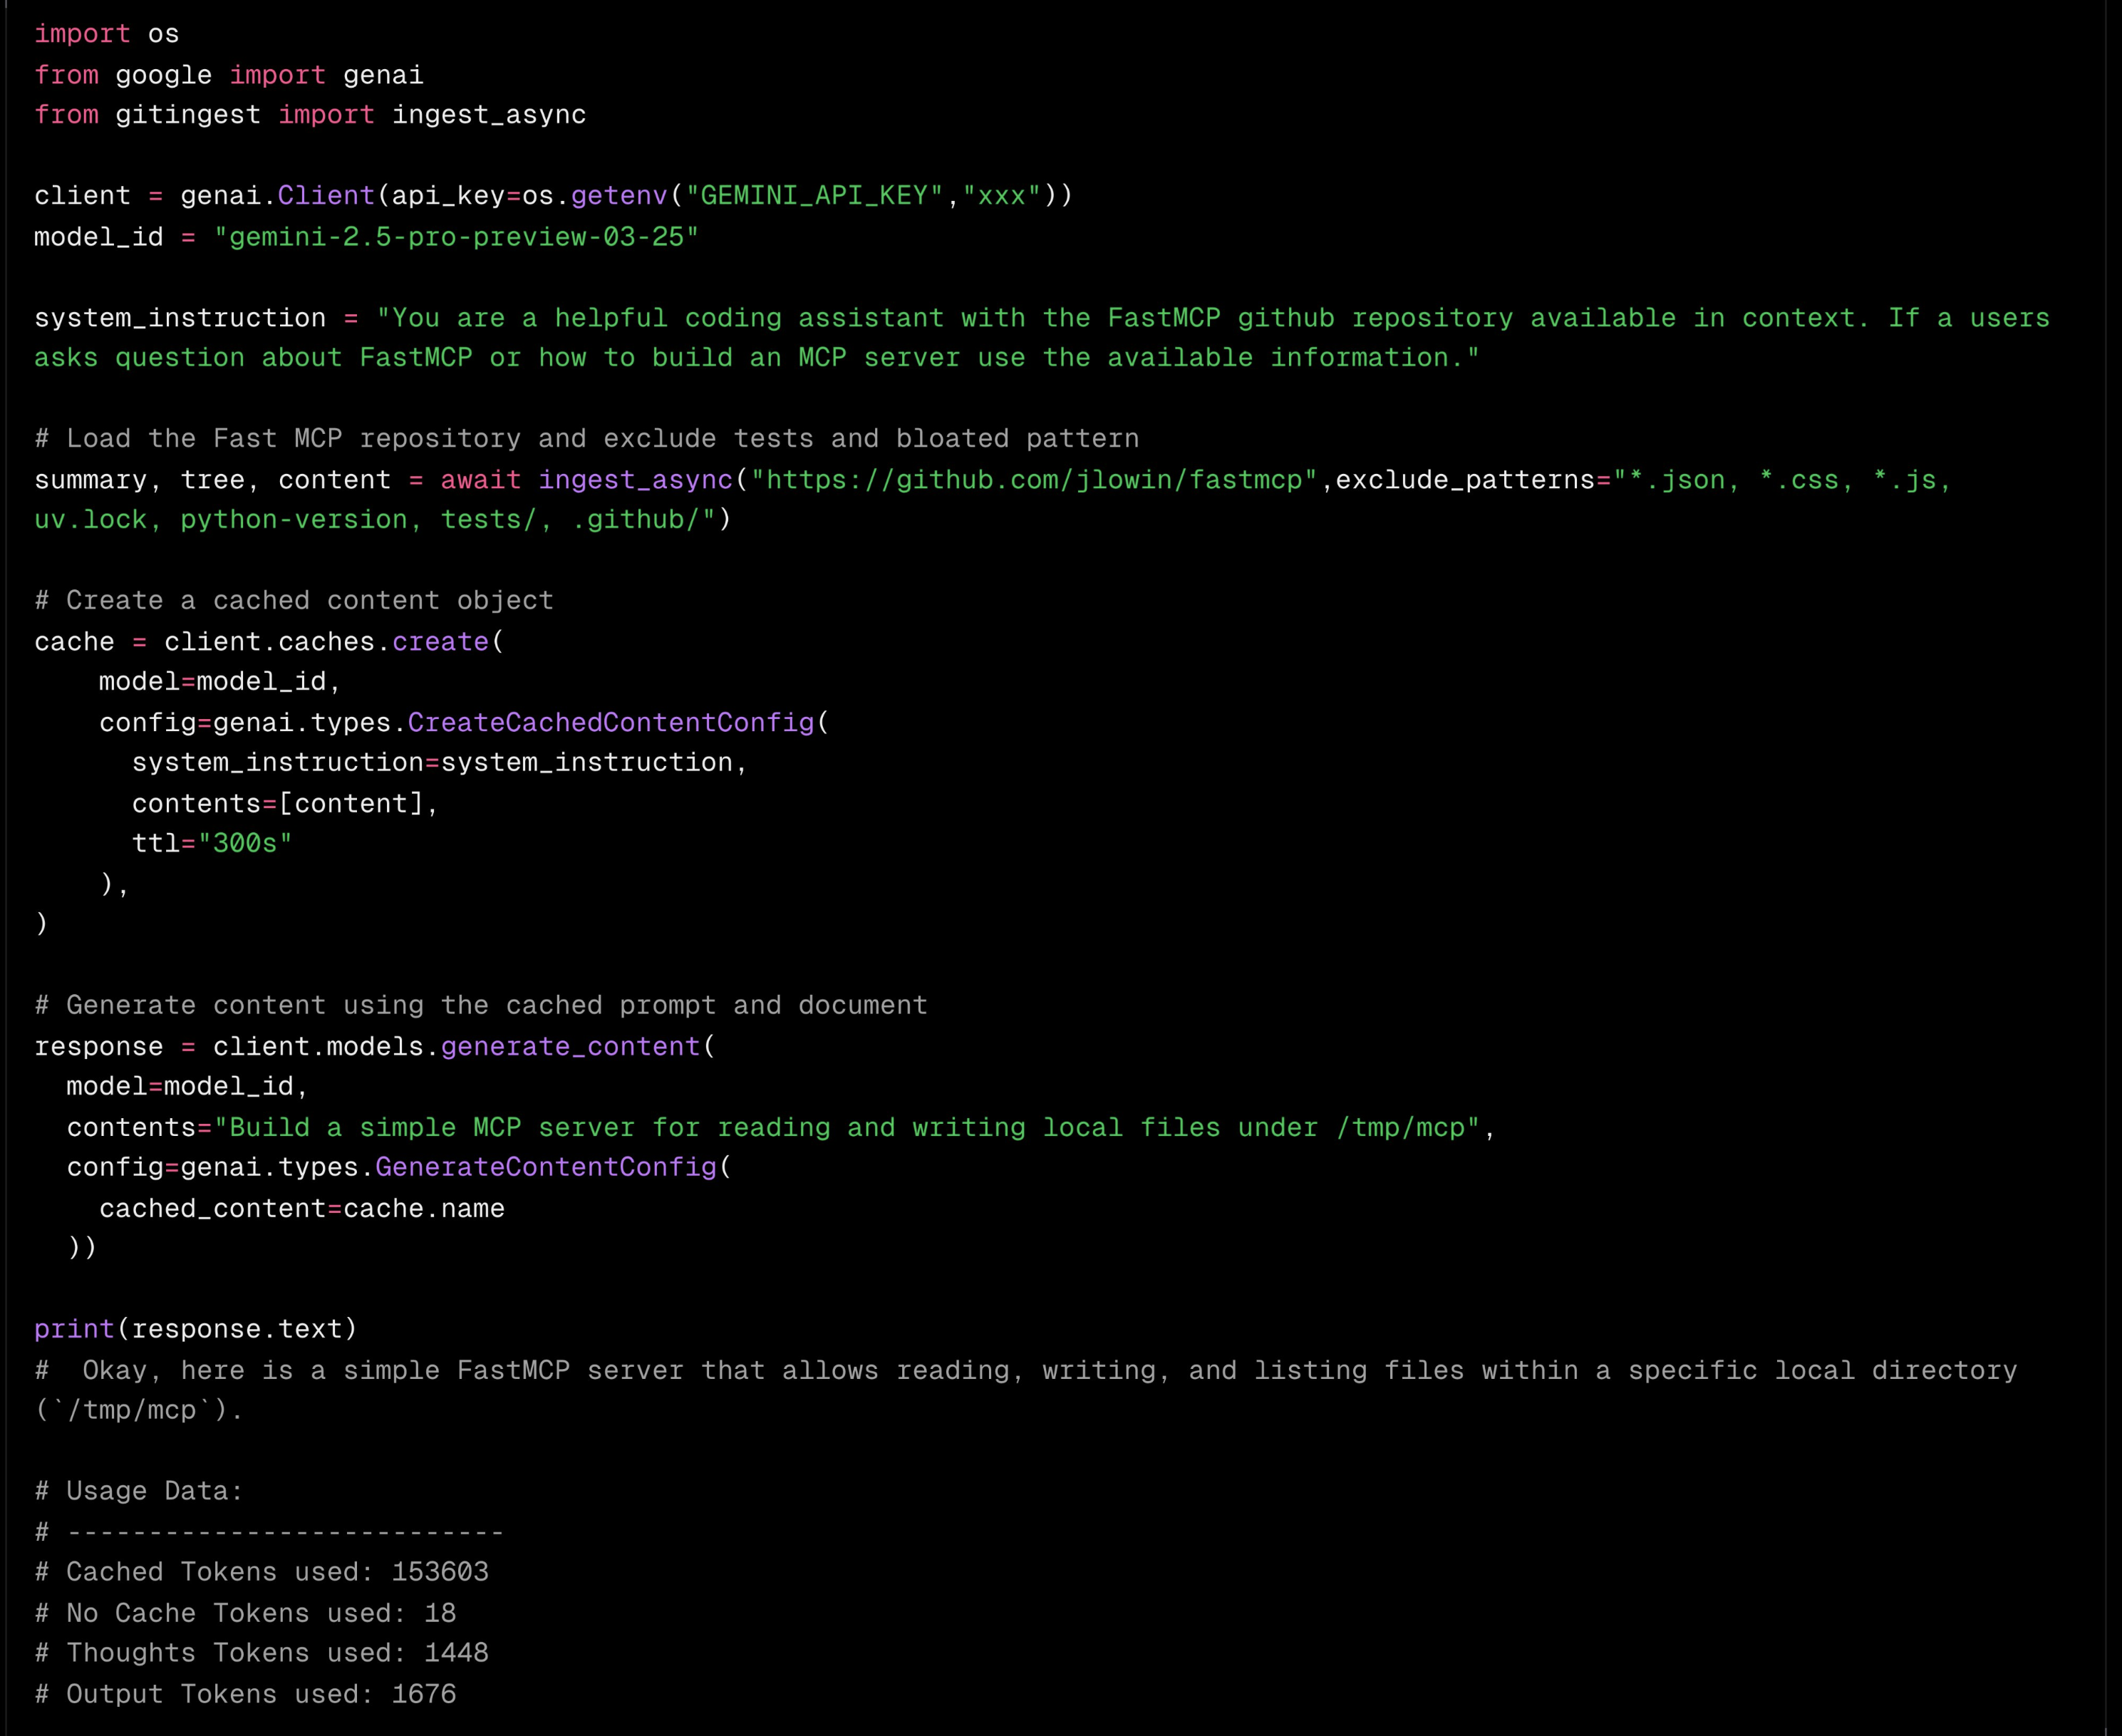 import os
from google import genai
from gitingest import ingest_async

client = genai.Client(api_key=os.getenv("GEMINI_API_KEY","xxx"))
model_id = "gemini-2.5-pro-preview-03-25"

system_instruction = "You are a helpful coding assistant with the FastMCP github repository available in context. If a users
asks question about FastMCP or how to build an MCP server use the available information."

# Load the Fast MCP repository and exclude tests and bloated pattern
summary, tree, content = await ingest_async("https://github.com/jlowin/fastmcp",exclude_patterns="*.json, *.css, *.js,
uv.lock, python-version, tests/, .github/")

# Create a cached content object
cache = client.caches.create(
    model=model_id,
    config=genai.types.CreateCachedContentConfig(
      system_instruction=system_instruction,
      contents=[content],
      ttl="300s"
    ),
)

# Generate content using the cached prompt and document
response = client.models.generate_content(
  model=model_id,
  contents="Build a simple MCP server for reading and writing local files under /tmp/mcp",
  config=genai.types.GenerateContentConfig(
    cached_content=cache.name
  ))

print(response.text)
#  Okay, here is a simple FastMCP server that allows reading, writing, and listing files within a specific local directory
(`/tmp/mcp`).

# Usage Data:
# ---------------------------
# Cached Tokens used: 153603
# No Cache Tokens used: 18
# Thoughts Tokens used: 1448
# Output Tokens used: 1676